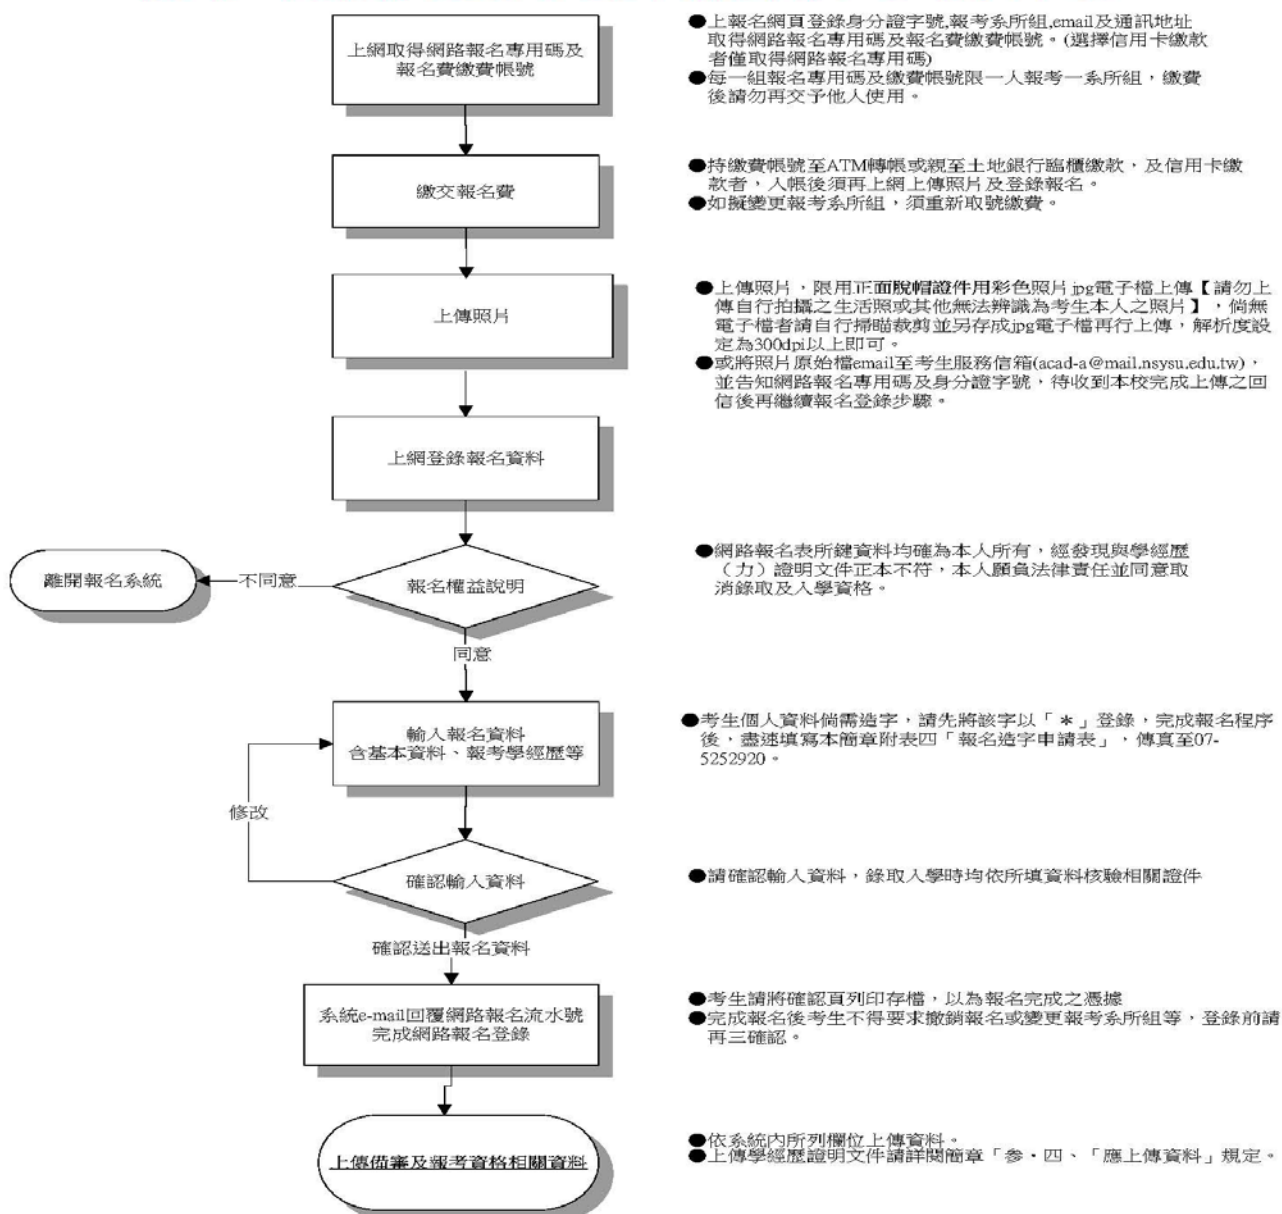 上網取得網路報名專用碼及
報名費繳費帳號
●上報名網頁登錄身分證字號,報考系所組,email及通訊地址
取得網路報名專用碼及報名費繳費帳號。(選擇信用卡繳款
者僅取得網路報名專用碼)
●每一組報名專用碼及繳費帳號限一人報考一系所組，繳費
後請勿再交予他人使用。
繳交報名費
●持繳費帳號至ATM轉帳或親至土地銀行臨櫃繳款、及信用卡繳
款者，入帳後須再上網上傳照片及登錄報名。
●如擬變更報考系所組，須重新取號繳費。
上傳照片
●上傳照片，限用正面脫帽證件用彩色照片jpg電子檔上傳【請勿上
傳自行拍攝之生活照或其他無法辨識為考生本人之照片】，倘無
電子檔者請自行掃瞄裁剪並另存成jpg電子檔再行上傳，解析度設
定為300dpi以上即可。
●或將照片原始檔email至考生服務信箱(acad-a@mail.nsysu.edu.tw)，
並告知網路報名專用碼及身分證字號，待收到本校完成上傳之回
信後再繼續報名登錄步驟。
上網登錄報名資料
離開報名系統
不同意
報名權益說明
●網路報名表所鍵資料均確為本人所有，經發現與學經歷
（力）證明文件正本不符，本人願負法律責任並同意取
消錄取及入學資格。
同意
輸入報名資料
含基本資料、報考學經歷等
●考生個人資料倘需造字，請先將該字以「＊」登錄，完成報名程序
後，盡速填寫本簡章附表四「報名造字申請表」，傳真至07-
5252920。
修改
確認輸入資料
●請確認輸入資料，錄取入學時均依所填資料核驗相關證件
確認送出報名資料
系統e-mail回覆網路報名流水號
完成網路報名登錄
●考生請將確認頁列印存檔，以為報名完成之憑據
●完成報名後考生不得要求撤銷報名或變更報考系所組等，登錄前請
再三確認。
上傳備審及報考資格相關資料
●依系統內所列欄位上傳資料。
●上傳學經歷證明文件請詳閱簡章「參．四、「應上傳資料」規定。